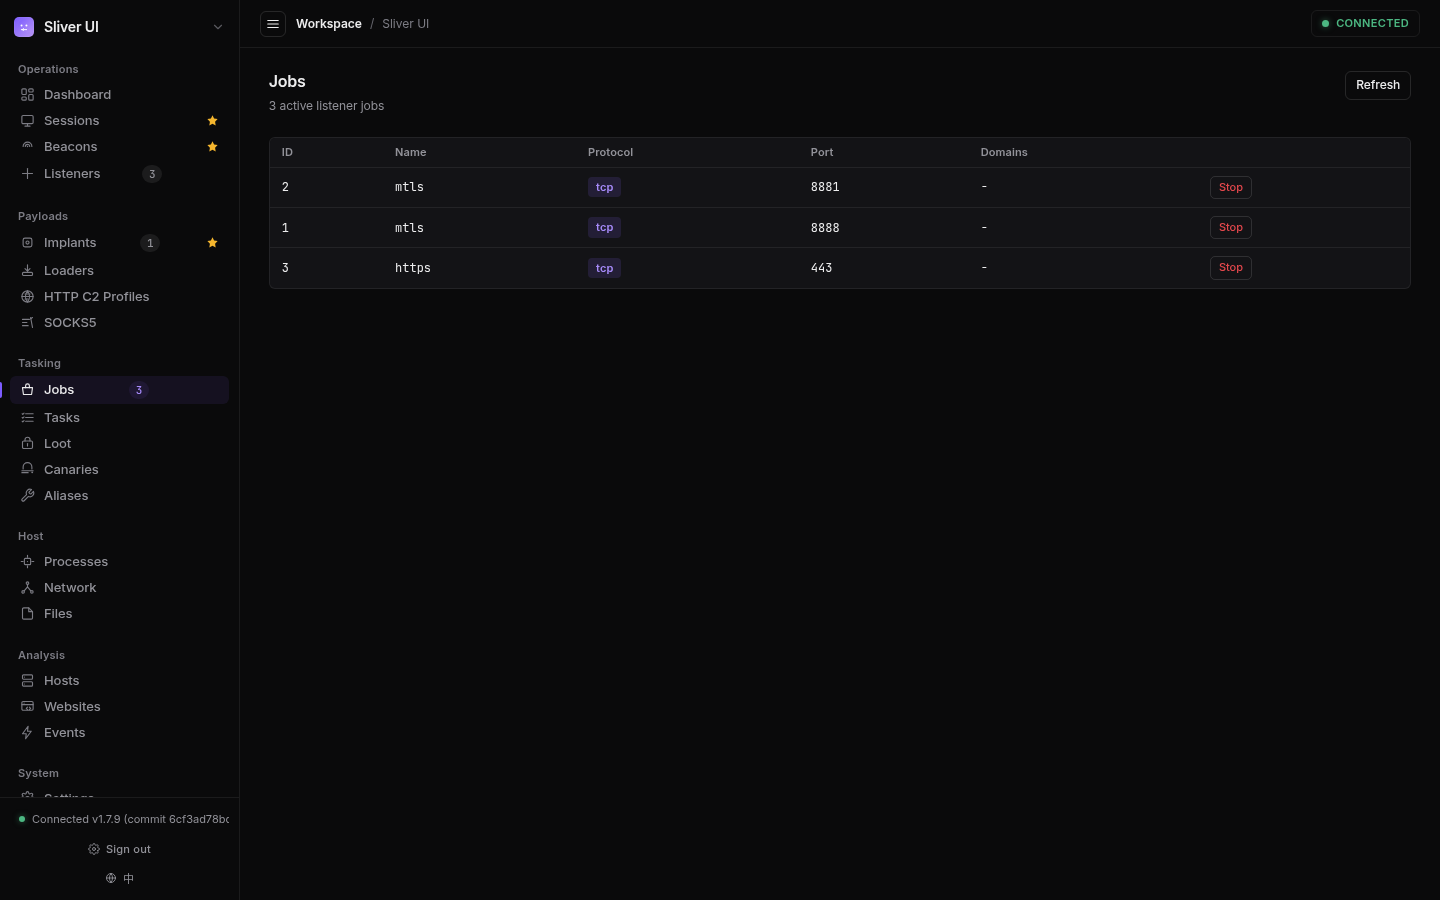 Sliver UI
Operations
Dashboard
Sessions
Beacons
Listeners 3
Payloads
Implants 1
Loaders
HTTP C2 Profiles
SOCKS5
Tasking
Jobs 3
Tasks
Loot
Canaries
Aliases
Host
Processes
Network
Files
Analysis
Hosts
Websites
Events
System
Settings
Connected v1.7.9 (commit 6cf3ad78bc
Sign out
中
Workspace / Sliver UI
CONNECTED
Jobs
3 active listener jobs
Refresh
ID Name Protocol Port Domains
2 mtls tcp 8881 - Stop
1 mtls tcp 8888 - Stop
3 https tcp 443 - Stop